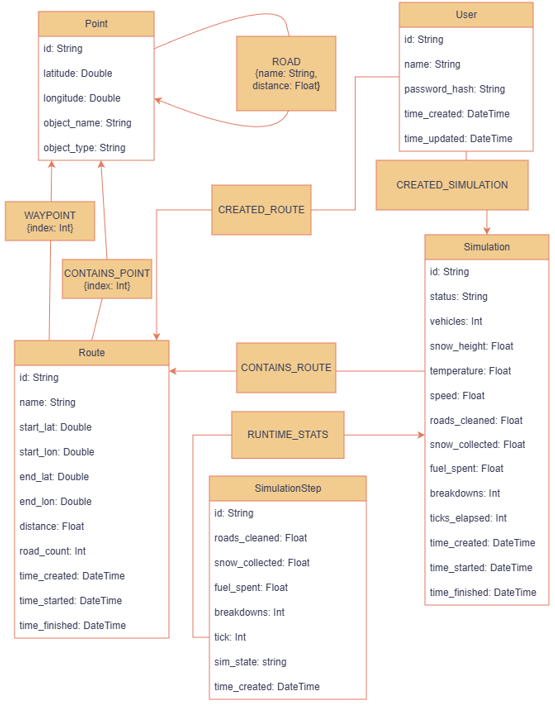 Point
id: String
latitude: Double
longitude: Double
object_name: String
object_type: String
ROAD
{name: String,
distance: Float}
User
id: String
name: String
password_hash: String
time_created: DateTime
time_updated: DateTime
WAYPOINT
{index: Int}
CONTAINS_POINT
{index: Int}
CREATED_ROUTE
CREATED_SIMULATION
Simulation
id: String
status: String
vehicles: Int
snow_height: Float
temperature: Float
speed: Float
roads_cleaned: Float
snow_collected: Float
fuel_spent: Float
breakdowns: Int
ticks_elapsed: Int
time_created: DateTime
time_started: DateTime
time_finished: DateTime
Route
id: String
name: String
start_lat: Double
start_lon: Double
end_lat: Double
end_lon: Double
distance: Float
road_count: Int
time_created: DateTime
time_started: DateTime
time_finished: DateTime
CONTAINS_ROUTE
RUNTIME_STATS
SimulationStep
id: String
roads_cleaned: Float
snow_collected: Float
fuel_spent: Float
breakdowns: Int
tick: Int
sim_state: string
time_created: DateTime